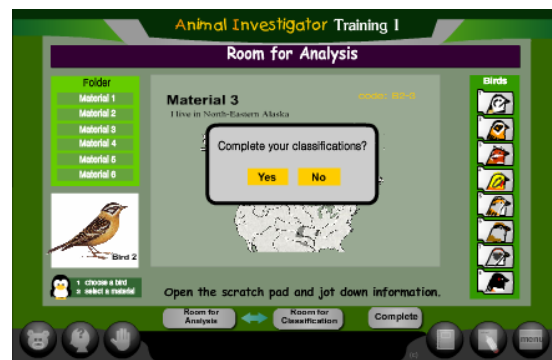 Animal Investigator Training 1
Room for Analysis
Folder
Material 1
Material 2
Material 3
Material 4
Material 5
Material 6
Material 3
code: B2-3
I live in North-Eastern Alaska
Complete your classifications?
Yes
No
Birds
Bird 2
1 choose a bird
2 select a material
Open the scratch pad and jot down information.
Room for
Analysis
Room for
Classification
Complete
memo